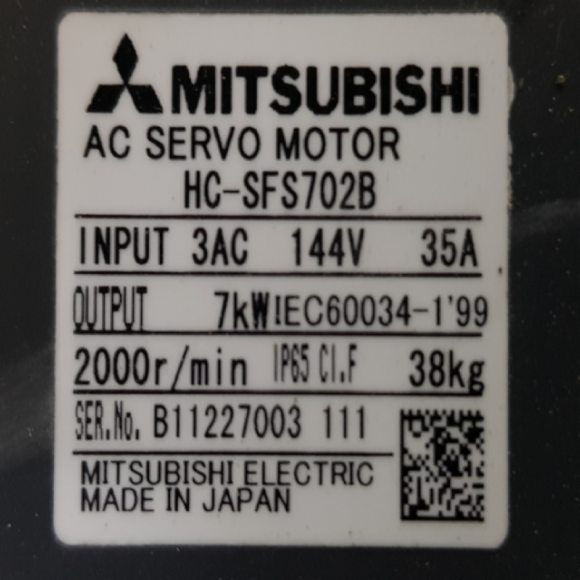 MITSUBISHI
AC SERVO MOTOR
HC-SFS702B
INPUT 3AC 144V 35A
OUTPUT 7kW IEC60034-1'99
2000r/min IP65 CI.F 38kg
SER.No. B11227003 111
MITSUBISHI ELECTRIC
MADE IN JAPAN